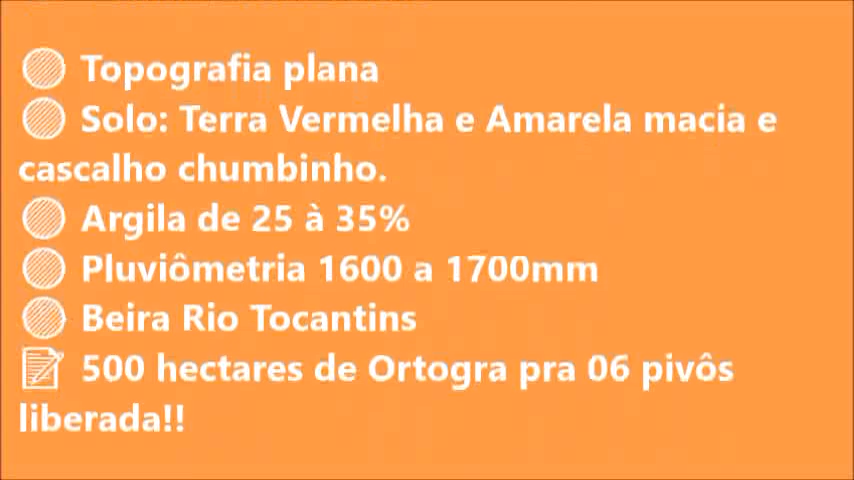 Topografia plana
Solo: Terra Vermelha e Amarela macia e
cascalho chumbinho.
Argila de 25 à 35%
Pluviômetria 1600 a 1700mm
Beira Rio Tocantins
500 hectares de Ortogra pra 06 pivôs
liberada!!